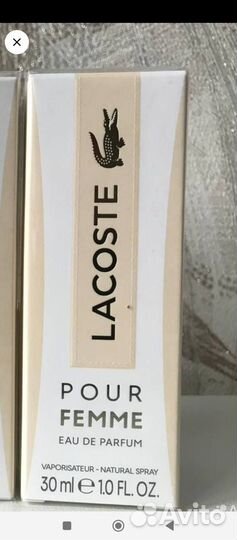 LACOSTE
POUR
FEMME
EAU DE PARFUM
VAPORISATEUR - NATURAL SPRAY
30 ml e 1.0 FL. OZ.
Avito